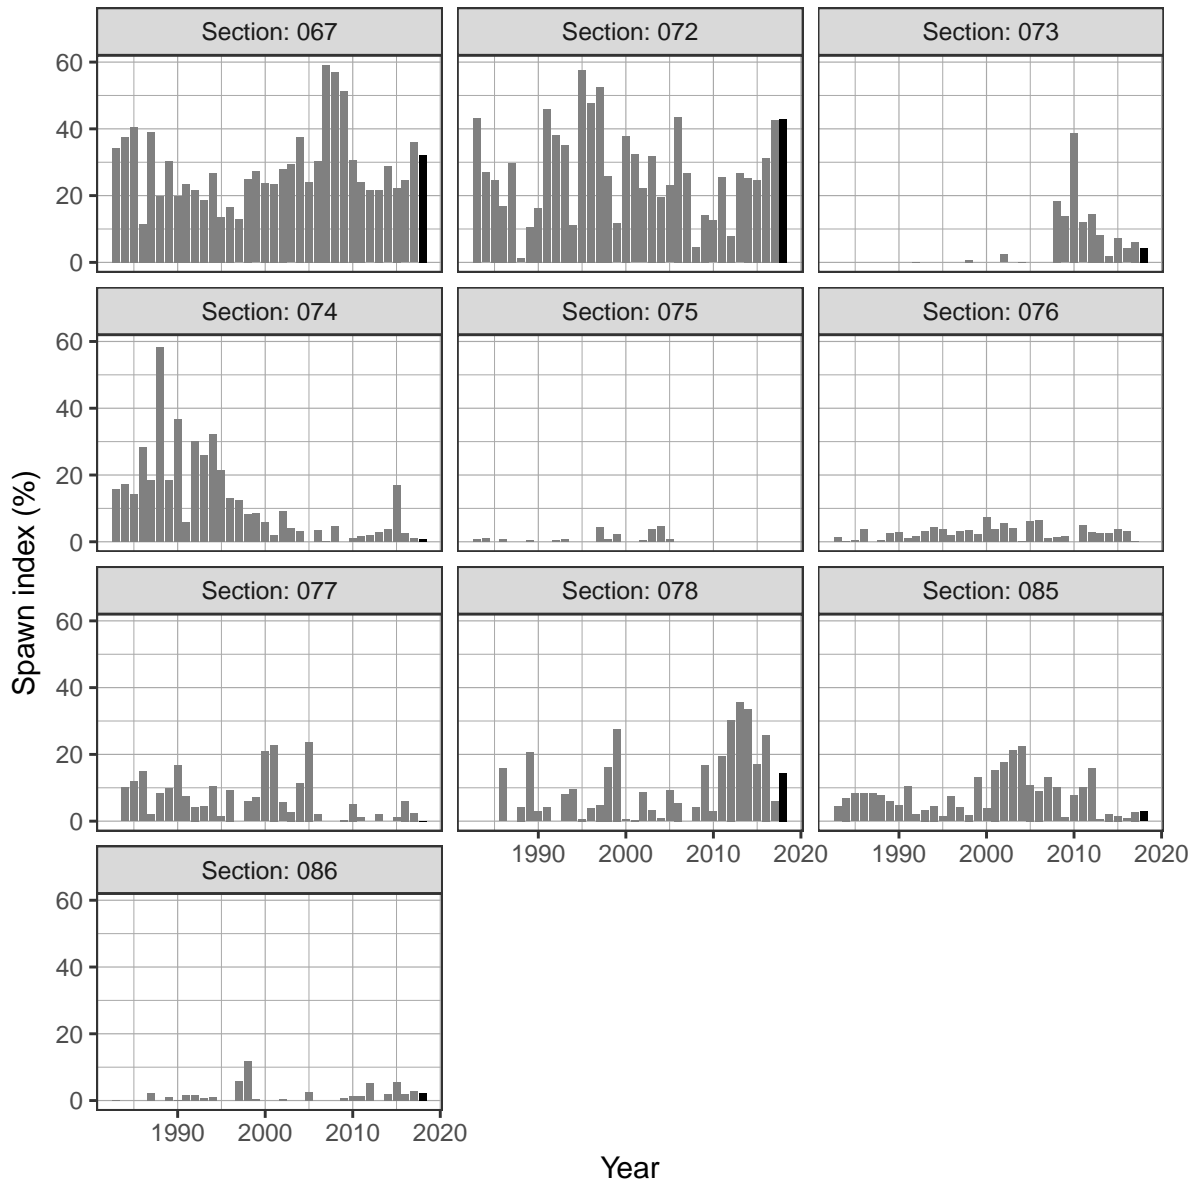 Section: 067
Section: 072
Section: 073
60
40
20
0
Section: 074
Section: 075
Section: 076
60
40
20
0
Section: 077
Section: 078
Section: 085
60
40
20
0
1990 2000 2010 2020
1990 2000 2010 2020
Section: 086
60
40
20
0
1990 2000 2010 2020
Spawn index (%)
Year